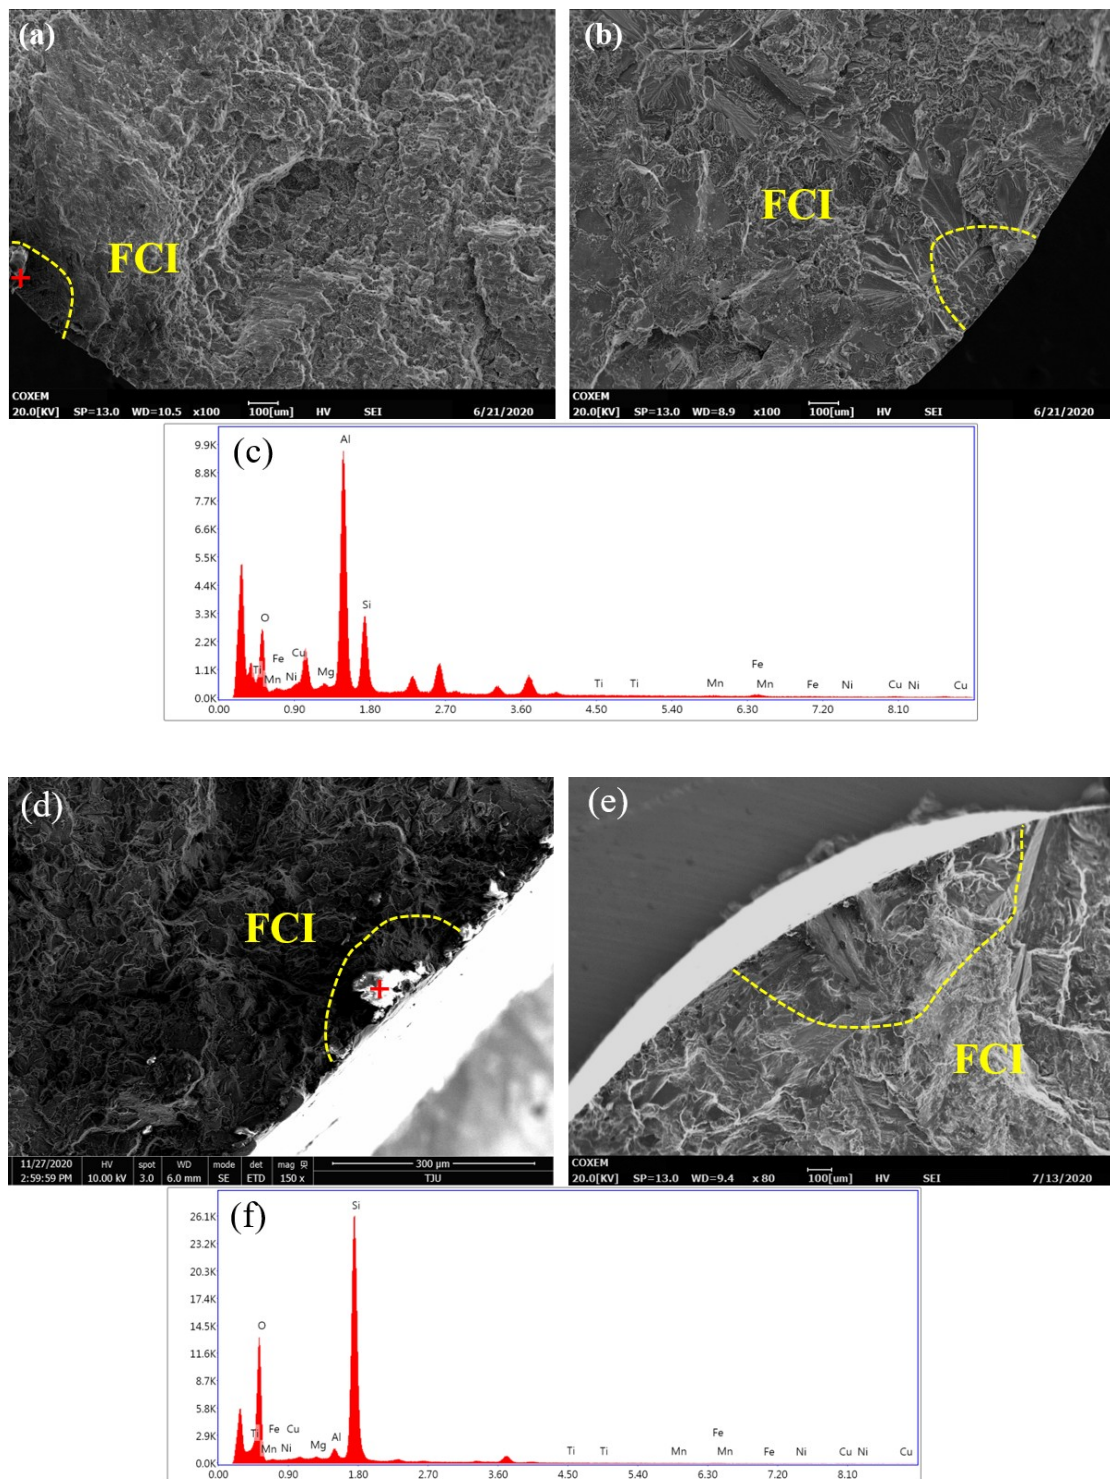 (a)
FCI
COXEM
20.0[KV] SP=13.0 WD=10.5 x100 100[um] HV SEI 6/21/2020
(b)
FCI
COXEM
20.0[KV] SP=13.0 WD=8.9 x100 100[um] HV SEI 6/21/2020
(c)
9.9K
8.8K
7.7K
6.6K
5.5K
4.4K
3.3K
2.2K
1.1K
0.0K
Al
Si
O
Fe
Cu
Ti
Mn
Ni
Mg
Ti
Ti
Mn
Fe
Mn
Fe
Ni
Cu
Ni
Cu
0.00 0.90 1.80 2.70 3.60 4.50 5.40 6.30 7.20 8.10
(d)
FCI
11/27/2020 HV spot WD mode det mag 300 µm
2:59:59 PM 10.00 kV 3.0 6.0 mm SE ETD 150 x TJU
(e)
FCI
COXEM
20.0[KV] SP=13.0 WD=9.4 x 80 100[um] HV SEI 7/13/2020
(f)
26.1K
23.2K
20.3K
17.4K
14.5K
11.6K
8.7K
5.8K
2.9K
0.0K
Si
O
Fe
Cu
Ti
Mn
Ni
Mg
Al
Ti
Ti
Mn
Fe
Mn
Fe
Ni
Cu
Ni
Cu
0.00 0.90 1.80 2.70 3.60 4.50 5.40 6.30 7.20 8.10